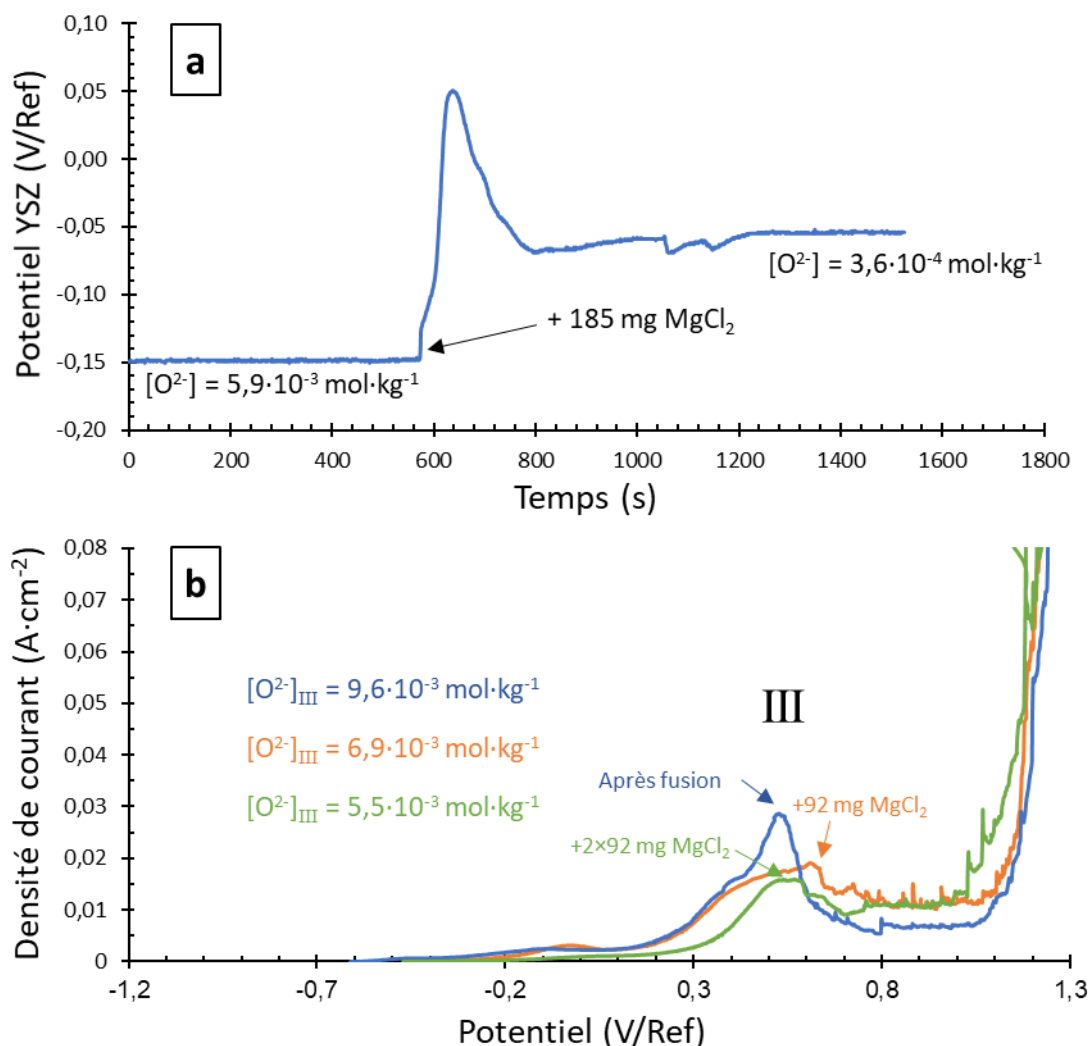 a
Potentiel YSZ (V/Ref)
0,10
0,05
0,00
-0,05
-0,10
-0,15
-0,20
[O²⁻] = 5,9·10⁻³ mol·kg⁻¹
+ 185 mg MgCl₂
[O²⁻] = 3,6·10⁻⁴ mol·kg⁻¹
0 200 400 600 800 1000 1200 1400 1600 1800
Temps (s)
b
Densité de courant (A·cm⁻²)
0,08
0,07
0,06
0,05
0,04
0,03
0,02
0,01
0
[O²⁻]III = 9,6·10⁻³ mol·kg⁻¹
[O²⁻]III = 6,9·10⁻³ mol·kg⁻¹
[O²⁻]III = 5,5·10⁻³ mol·kg⁻¹
III
Après fusion
+92 mg MgCl₂
+2×92 mg MgCl₂
-1,2 -0,7 -0,2 0,3 0,8 1,3
Potentiel (V/Ref)